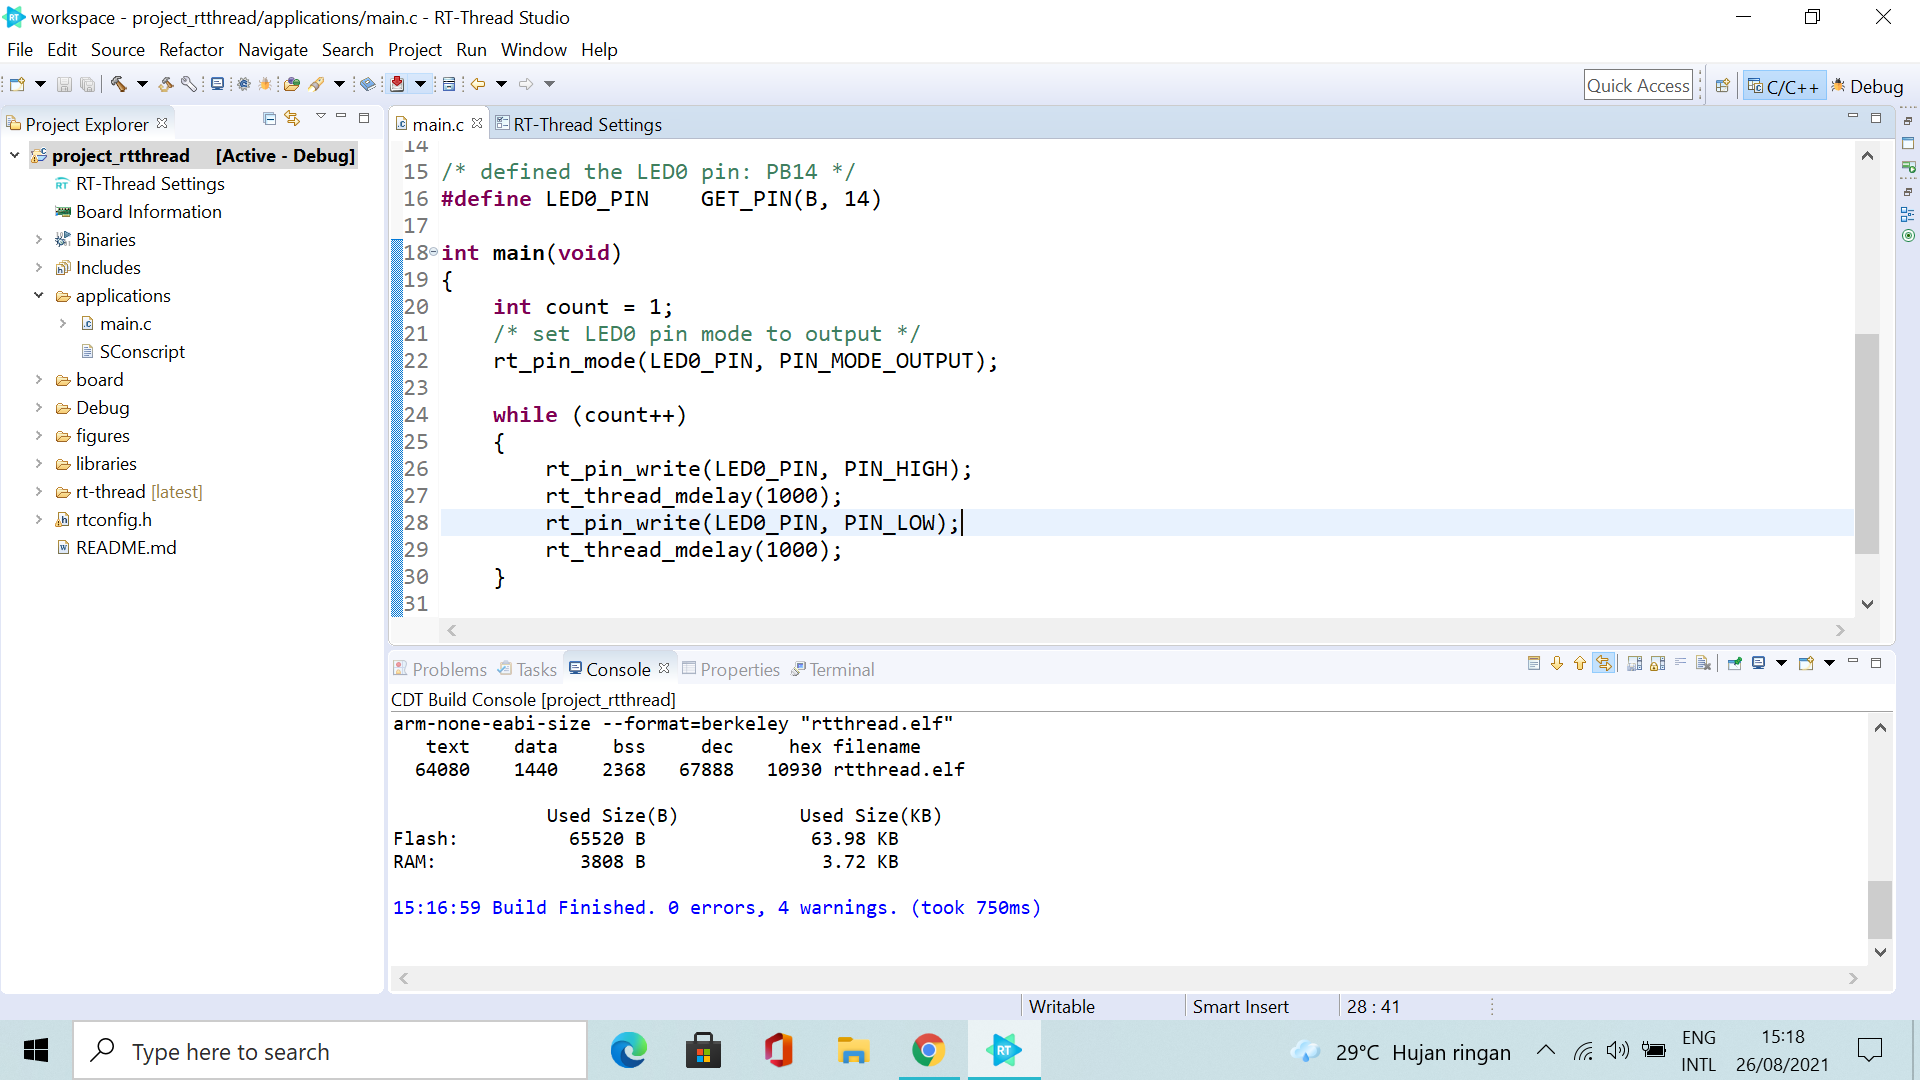 workspace - project_rtthread/applications/main.c - RT-Thread Studio
File Edit Source Refactor Navigate Search Project Run Window Help
Quick Access
C/C++
Debug
Project Explorer
project_rtthread [Active - Debug]
RT-Thread Settings
Board Information
Binaries
Includes
applications
main.c
SConscript
board
Debug
figures
libraries
rt-thread [latest]
rtconfig.h
README.md
main.c
RT-Thread Settings
14
15 /* defined the LED0 pin: PB14 */
16 #define LED0_PIN    GET_PIN(B, 14)
17
18 int main(void)
19 {
20     int count = 1;
21     /* set LED0 pin mode to output */
22     rt_pin_mode(LED0_PIN, PIN_MODE_OUTPUT);
23
24     while (count++)
25     {
26         rt_pin_write(LED0_PIN, PIN_HIGH);
27         rt_thread_mdelay(1000);
28         rt_pin_write(LED0_PIN, PIN_LOW);
29         rt_thread_mdelay(1000);
30     }
31
Problems Tasks Console Properties Terminal
CDT Build Console [project_rtthread]
arm-none-eabi-size --format=berkeley "rtthread.elf"
text data bss dec hex filename
64080 1440 2368 67888 10930 rtthread.elf
Used Size(B) Used Size(KB)
Flash: 65520 B 63.98 KB
RAM: 3808 B 3.72 KB
15:16:59 Build Finished. 0 errors, 4 warnings. (took 750ms)
Writable Smart Insert 28 : 41
Type here to search
RT
29°C Hujan ringan
ENG
INTL
15:18
26/08/2021